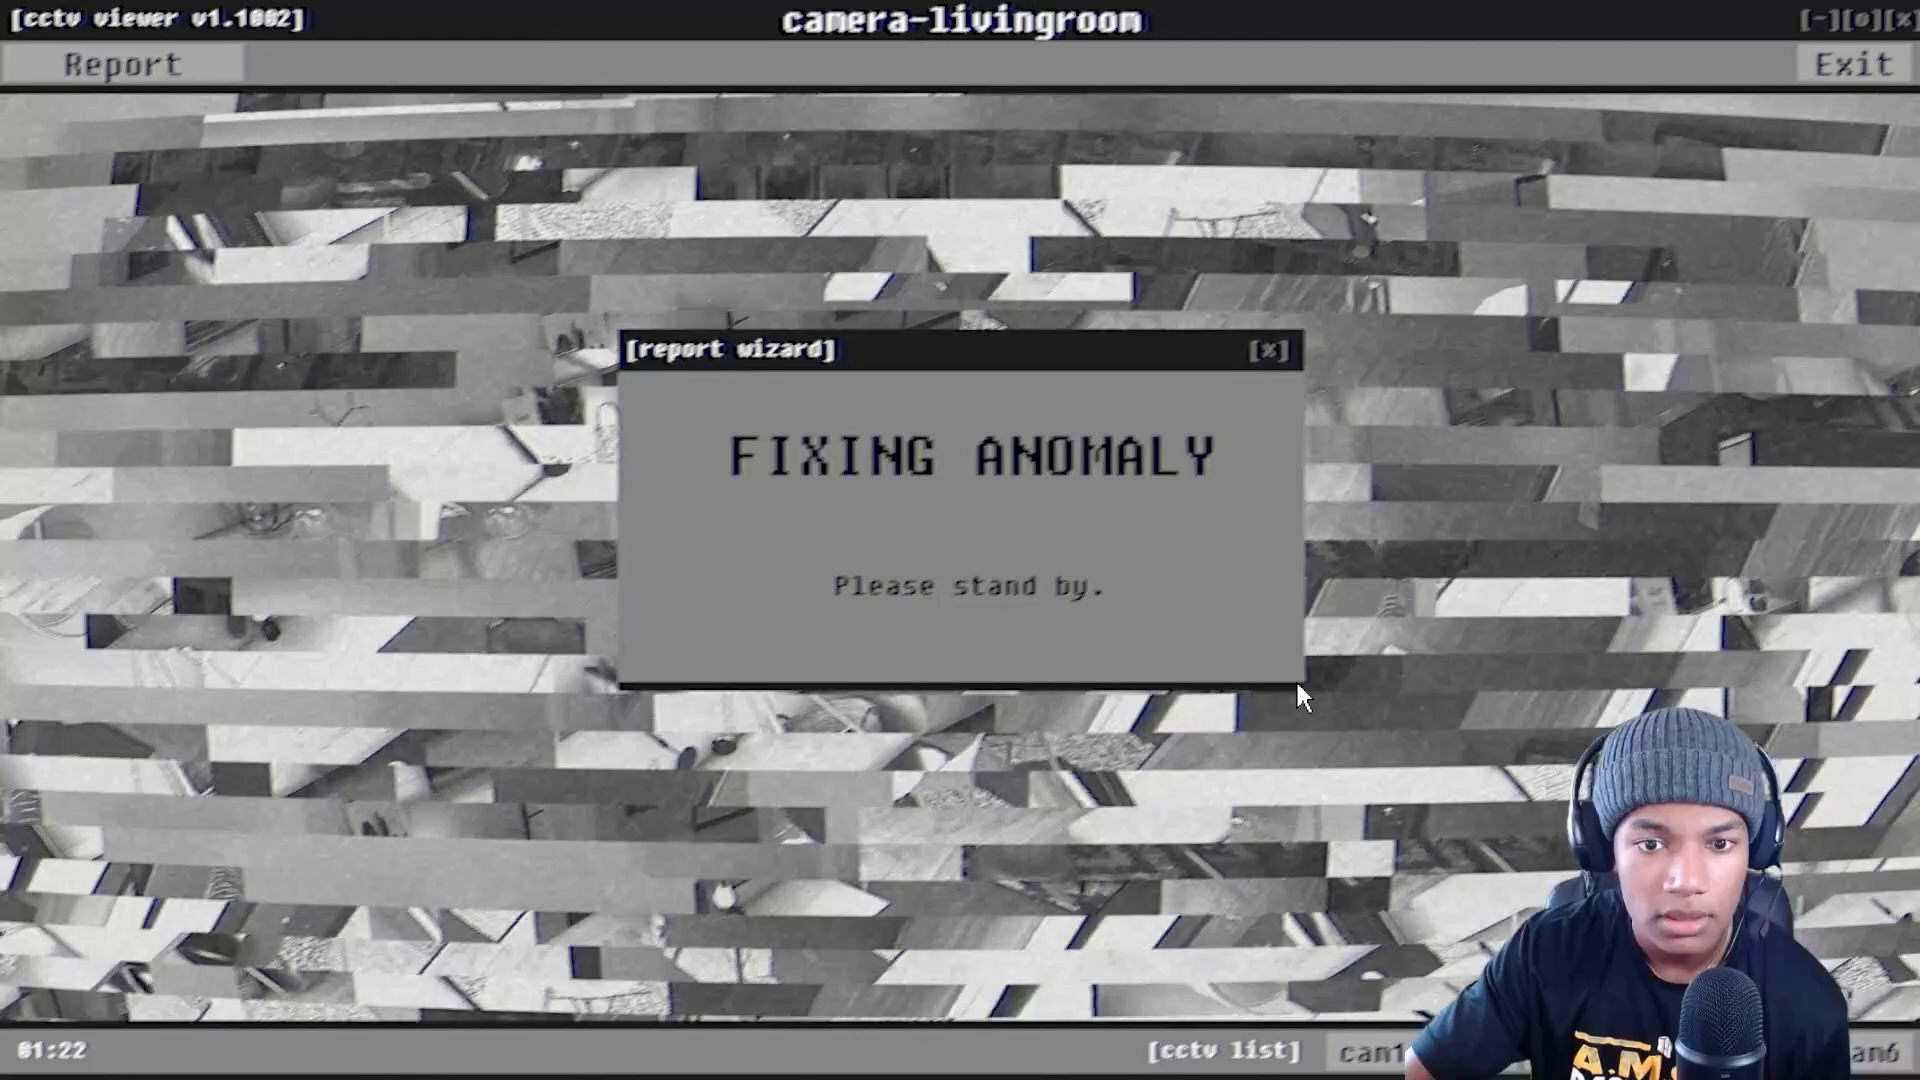 [cctv viewer v1.1002]
camera-livingroom
[-][o][x]
Report
Exit
[report wizard]
[x]
FIXING ANOMALY
Please stand by.
01:22
[cctv list]
cam1
am6
A.M.